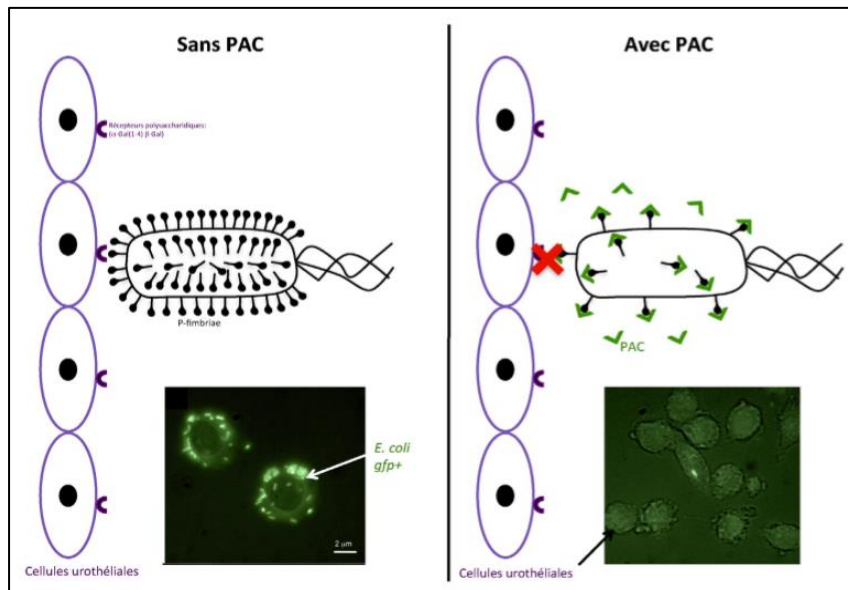 Sans PAC
Récepteurs polysaccharidiques:
(α-Gal(1-4) β-Gal)
P-fimbriae
E. coli
gfp+
2 µm
Cellules urothéliales
Avec PAC
PAC
Cellules urothéliales